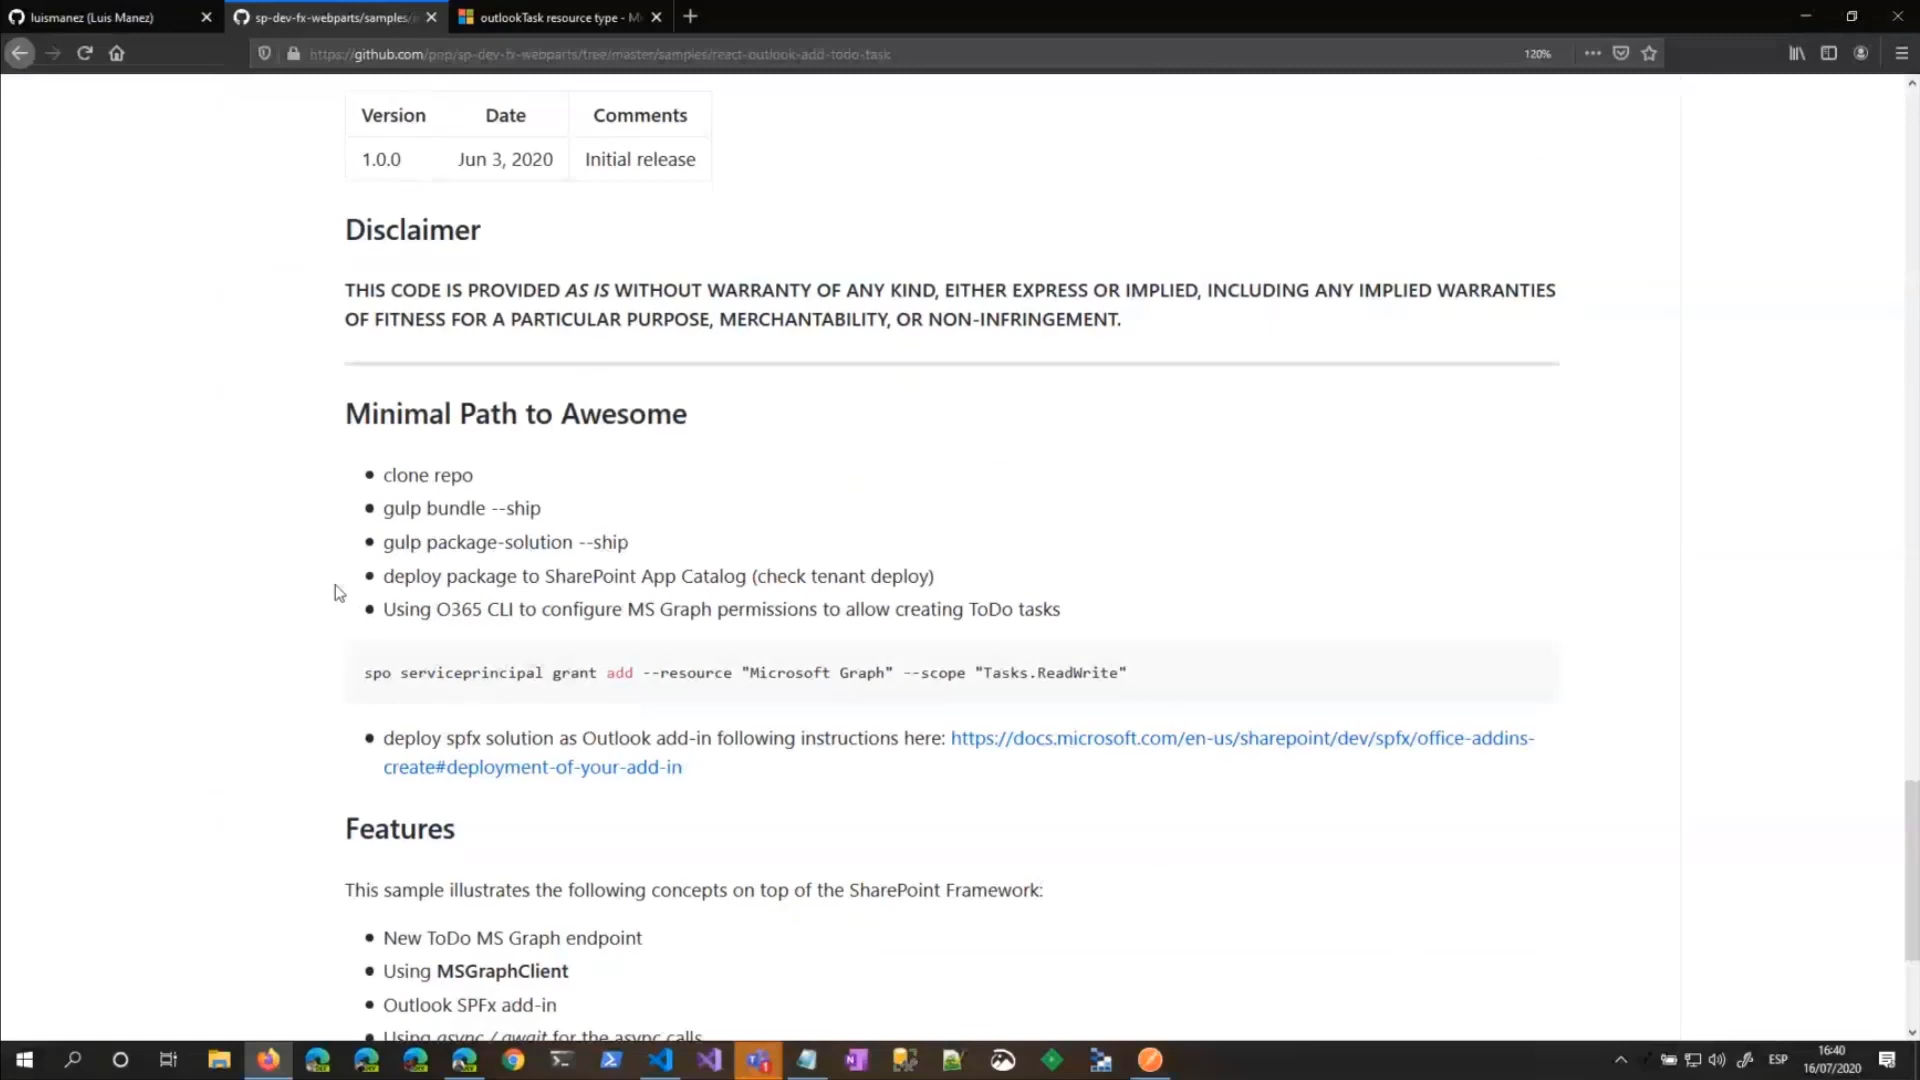 luismanez (Luis Manez)
sp-dev-fx-webparts/samples/
outlookTask resource type - M
https://github.com/pnp/sp-dev-fx-webparts/tree/master/samples/react-outlook-add-todo-task
120%
Version Date Comments
1.0.0 Jun 3, 2020 Initial release
Disclaimer
THIS CODE IS PROVIDED AS IS WITHOUT WARRANTY OF ANY KIND, EITHER EXPRESS OR IMPLIED, INCLUDING ANY IMPLIED WARRANTIES
OF FITNESS FOR A PARTICULAR PURPOSE, MERCHANTABILITY, OR NON-INFRINGEMENT.
Minimal Path to Awesome
clone repo
gulp bundle --ship
gulp package-solution --ship
deploy package to SharePoint App Catalog (check tenant deploy)
Using O365 CLI to configure MS Graph permissions to allow creating ToDo tasks
spo serviceprincipal grant add --resource "Microsoft Graph" --scope "Tasks.ReadWrite"
deploy spfx solution as Outlook add-in following instructions here: https://docs.microsoft.com/en-us/sharepoint/dev/spfx/office-addins-
create#deployment-of-your-add-in
Features
This sample illustrates the following concepts on top of the SharePoint Framework:
New ToDo MS Graph endpoint
Using MSGraphClient
Outlook SPFx add-in
Using async / await for the async calls
ESP
16:40
16/07/2020